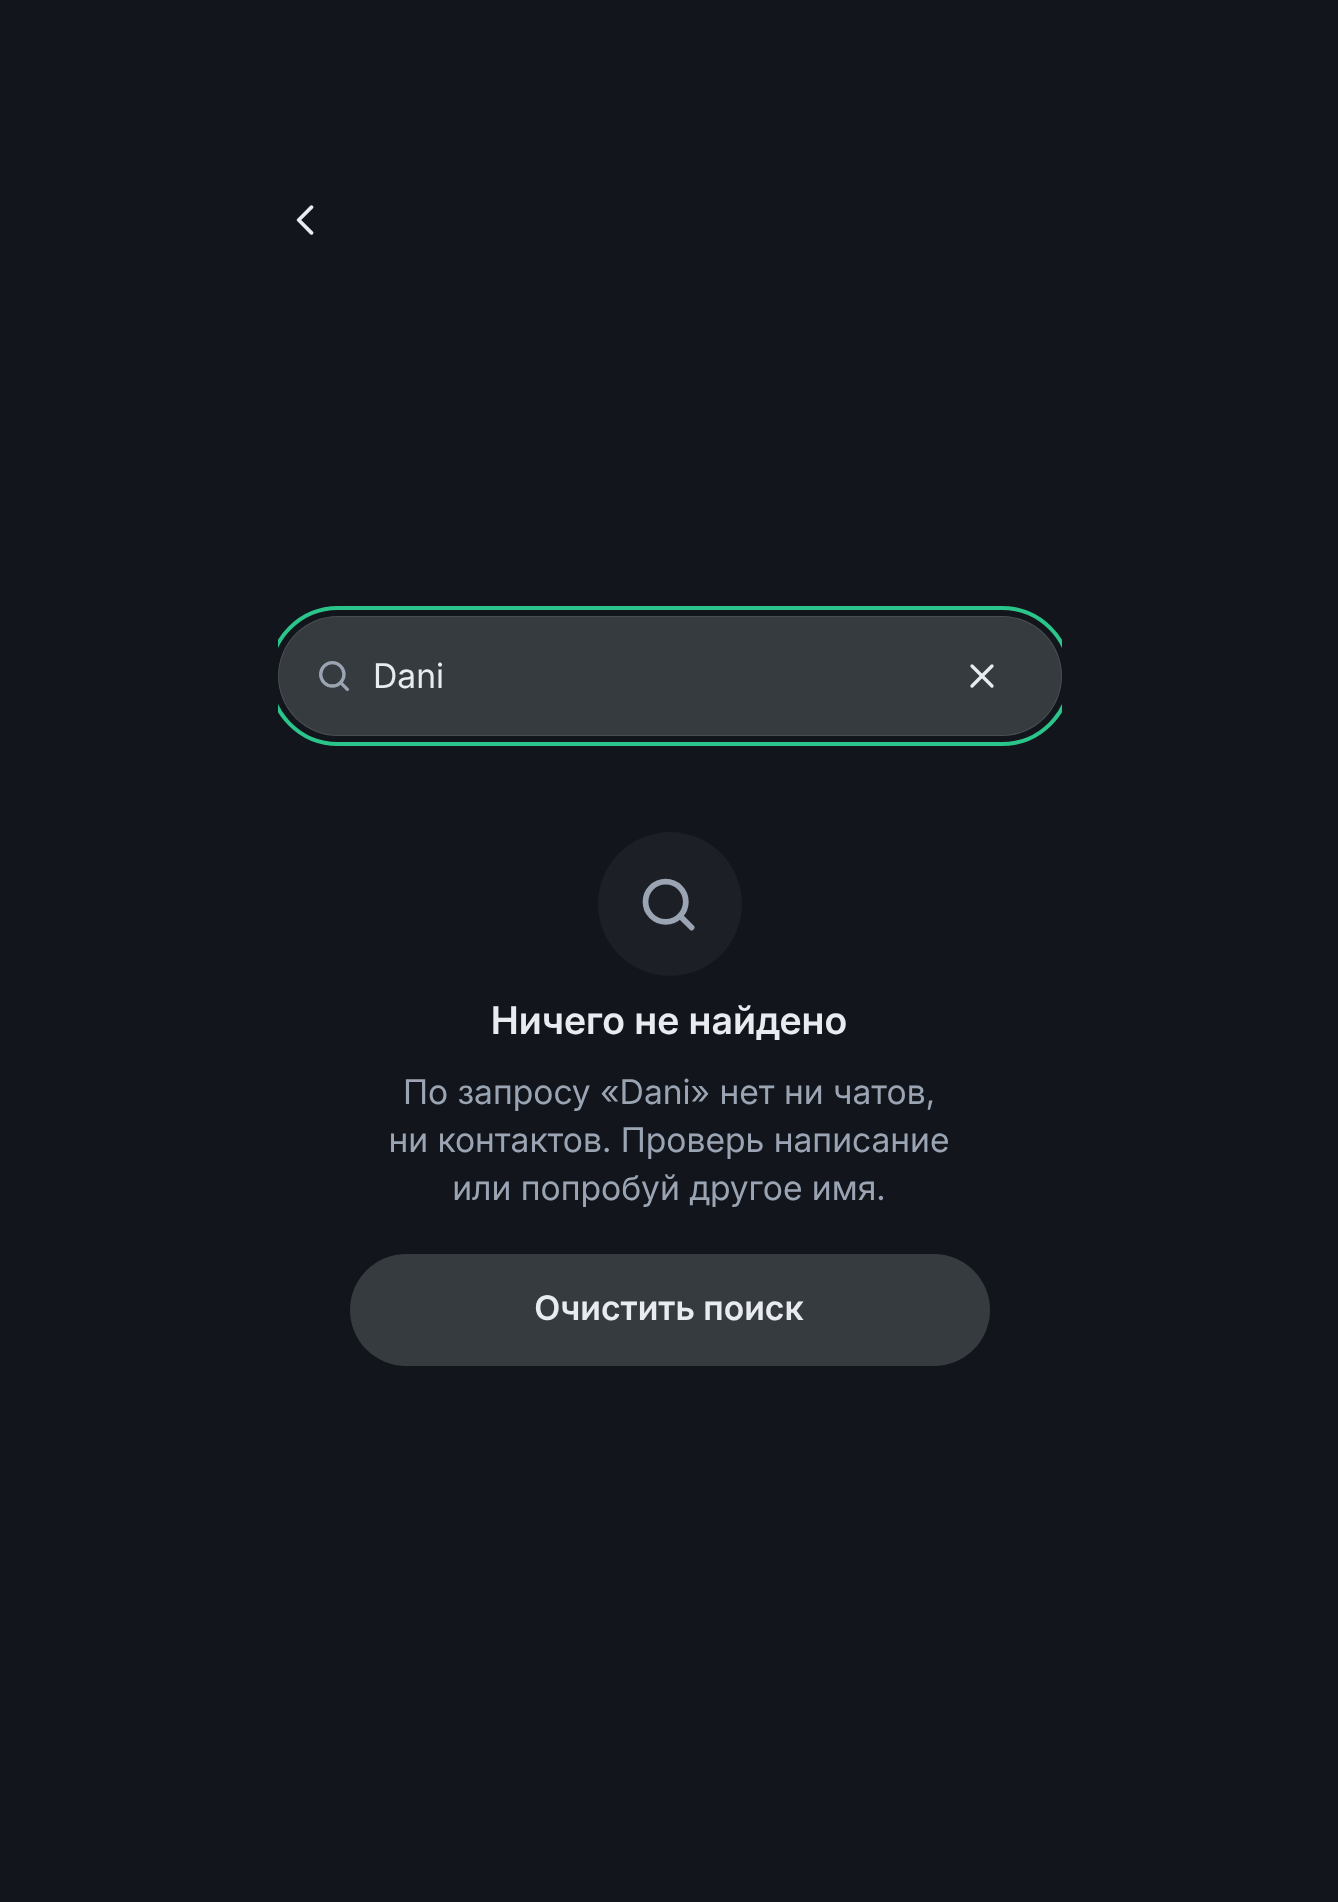 Dani
Ничего не найдено
По запросу «Dani» нет ни чатов,
ни контактов. Проверь написание
или попробуй другое имя.
Очистить поиск